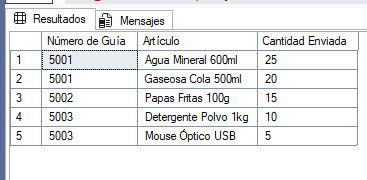 Resultados Mensajes
Número de Guía Artículo Cantidad Enviada
1 5001 Agua Mineral 600ml 25
2 5001 Gaseosa Cola 500ml 20
3 5002 Papas Fritas 100g 15
4 5003 Detergente Polvo 1kg 10
5 5003 Mouse Óptico USB 5